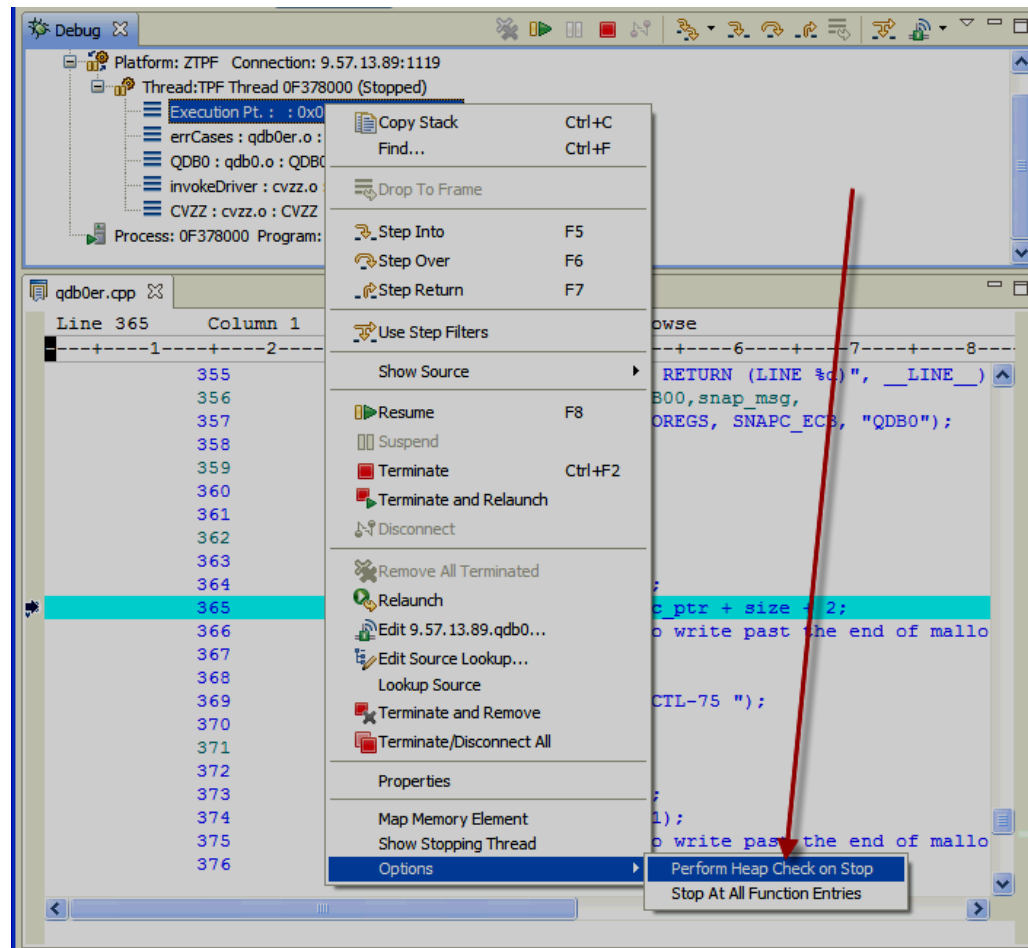 Debug
Platform: ZTPF Connection: 9.57.13.89:1119
Thread:TPF Thread 0F378000 (Stopped)
Execution Pt. : : 0x0
errCases : qdb0er.o :
QDB0 : qdb0.o : QDB0
invokeDriver : cvzz.o
CVZZ : cvzz.o : CVZZ
Process: 0F378000 Program:
Copy Stack Ctrl+C
Find... Ctrl+F
Drop To Frame
Step Into F5
Step Over F6
Step Return F7
Use Step Filters
Show Source
Resume F8
Suspend
Terminate Ctrl+F2
Terminate and Relaunch
Disconnect
Remove All Terminated
Relaunch
Edit 9.57.13.89.qdb0...
Edit Source Lookup...
Lookup Source
Terminate and Remove
Terminate/Disconnect All
Properties
Map Memory Element
Show Stopping Thread
Options
Perform Heap Check on Stop
Stop At All Function Entries
qdb0er.cpp
Line 365 Column 1 owse
----+----1----+----2---- --+----6----+----7----+----8----
355 RETURN (LINE %d)", __LINE__)
356 B00,snap_msg,
357 OREGS, SNAPC_ECB, "QDB0");
358
359
360
361
362
363
364 ;
365 c_ptr + size + 2;
366 o write past the end of mallo
367
368
369 CTL-75 ");
370
371
372
373 ;
374 1);
375 o write past the end of mallo
376